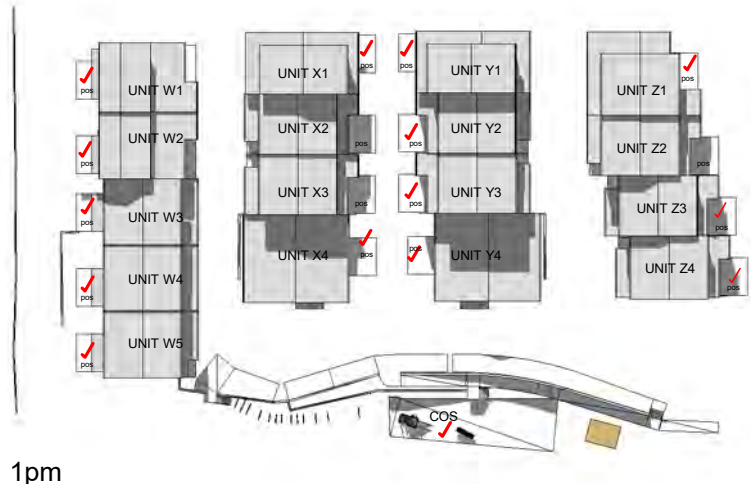 UNIT W1
pos
UNIT W2
pos
UNIT W3
pos
UNIT W4
pos
UNIT W5
pos
UNIT X1
pos
UNIT X2
pos
UNIT X3
pos
UNIT X4
pos
UNIT Y1
pos
UNIT Y2
pos
UNIT Y3
pos
UNIT Y4
pos
UNIT Z1
pos
UNIT Z2
pos
UNIT Z3
pos
UNIT Z4
pos
COS
1pm